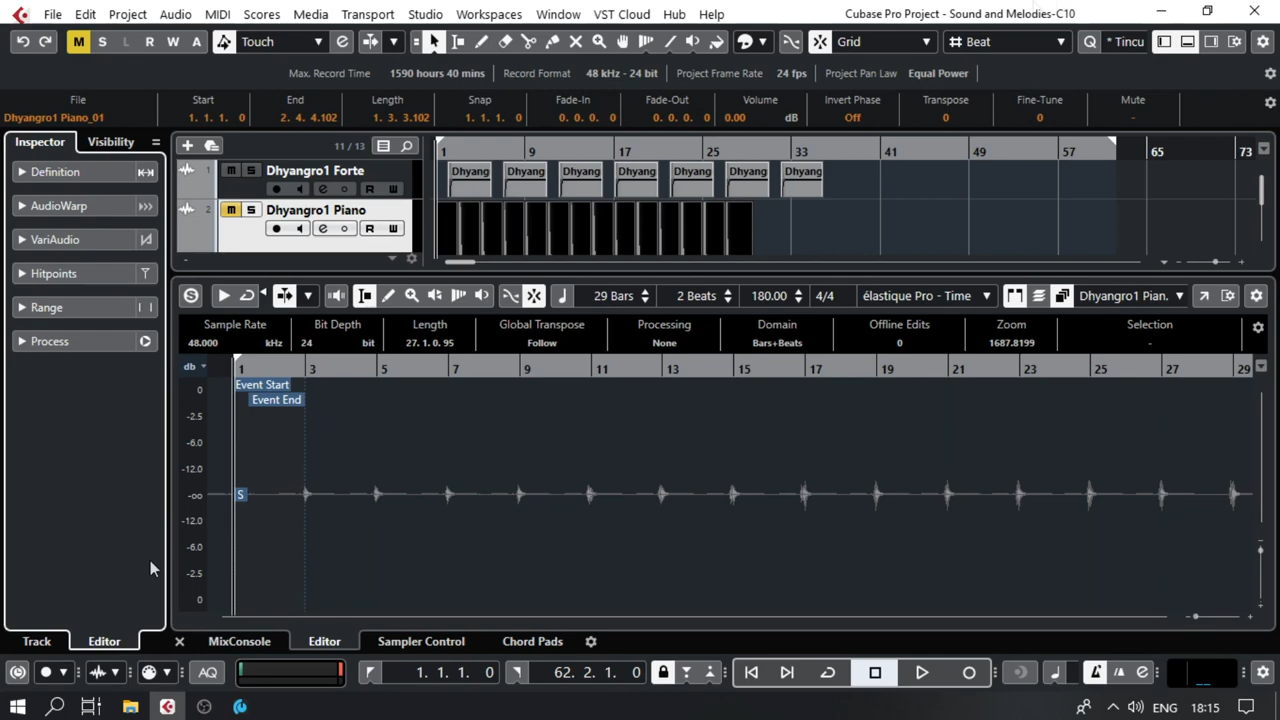 File Edit Project Audio MIDI Scores Media Transport Studio Workspaces Window VST Cloud Hub Help Cubase Pro Project - Sound and Melodies-C10
M S L R W A Touch Grid Beat * Tincu
Max. Record Time 1590 hours 40 mins Record Format 48 kHz - 24 bit Project Frame Rate 24 fps Project Pan Law Equal Power
File Start End Length Snap Fade-In Fade-Out Volume Invert Phase Transpose Fine-Tune Mute
Dhyangro1 Piano_01 1. 1. 1. 0 2. 4. 4.102 1. 3. 3.102 1. 1. 1. 0 0. 0. 0. 0 0. 0. 0. 0 0.00 dB Off 0 0 -
Inspector Visibility 11 / 13 1 9 17 25 33 41 49 57 65 73
Definition 1 M S Dhyangro1 Forte Dhyang Dhyang Dhyang Dhyang Dhyang Dhyang Dhyang
R W
AudioWarp 2 M S Dhyangro1 Piano
R W
VariAudio
Hitpoints
Range
Process
29 Bars 2 Beats 180.00 4/4 élastique Pro - Time Dhyangro1 Pian.
Sample Rate Bit Depth Length Global Transpose Processing Domain Offline Edits Zoom Selection
48.000 kHz 24 bit 27. 1. 0. 95 Follow None Bars+Beats 0 1687.8199 -
db 1 3 5 7 9 11 13 15 17 19 21 23 25 27 29
Event Start
0
Event End
-2.5
-6.0
-12.0
-∞ S
-12.0
-6.0
-2.5
0
Track Editor MixConsole Editor Sampler Control Chord Pads
AQ 1. 1. 1. 0 62. 2. 1. 0
ENG 18:15